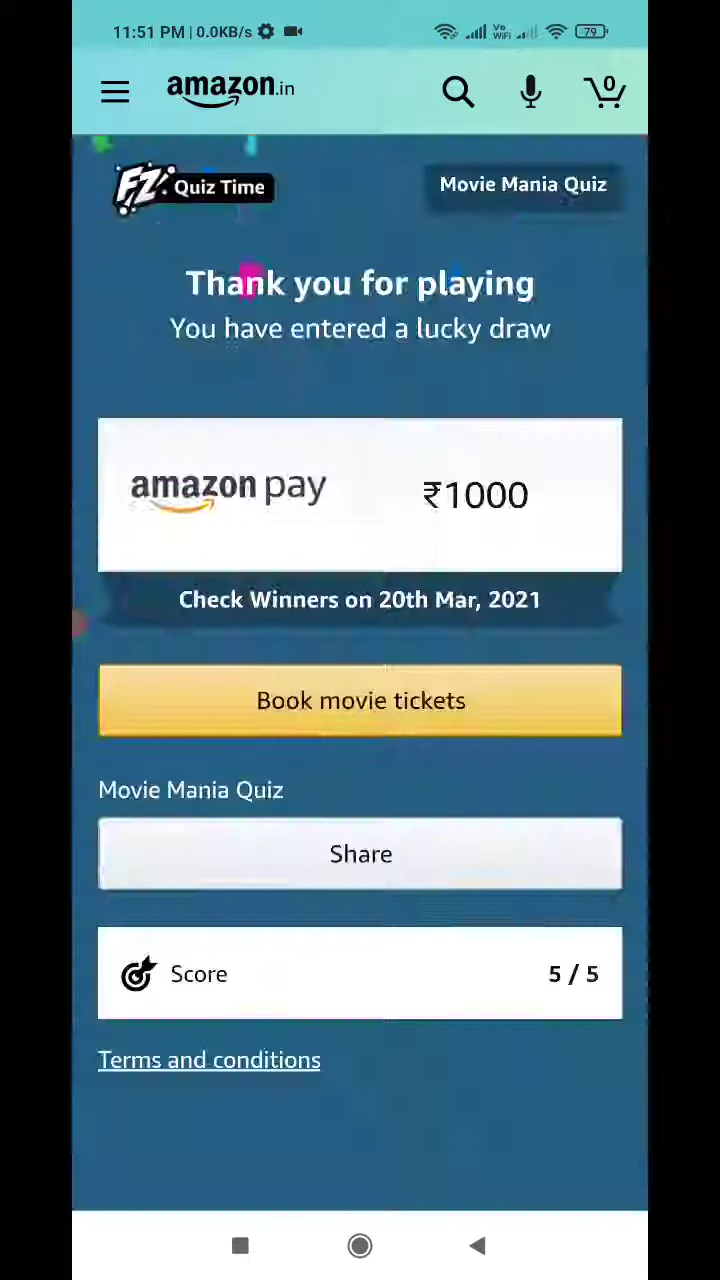 11:51 PM | 0.0KB/s
Vo WiFi
79
amazon.in
0
FZ Quiz Time
Movie Mania Quiz
Thank you for playing
You have entered a lucky draw
amazon pay
₹1000
Check Winners on 20th Mar, 2021
Book movie tickets
Movie Mania Quiz
Share
Score
5 / 5
Terms and conditions